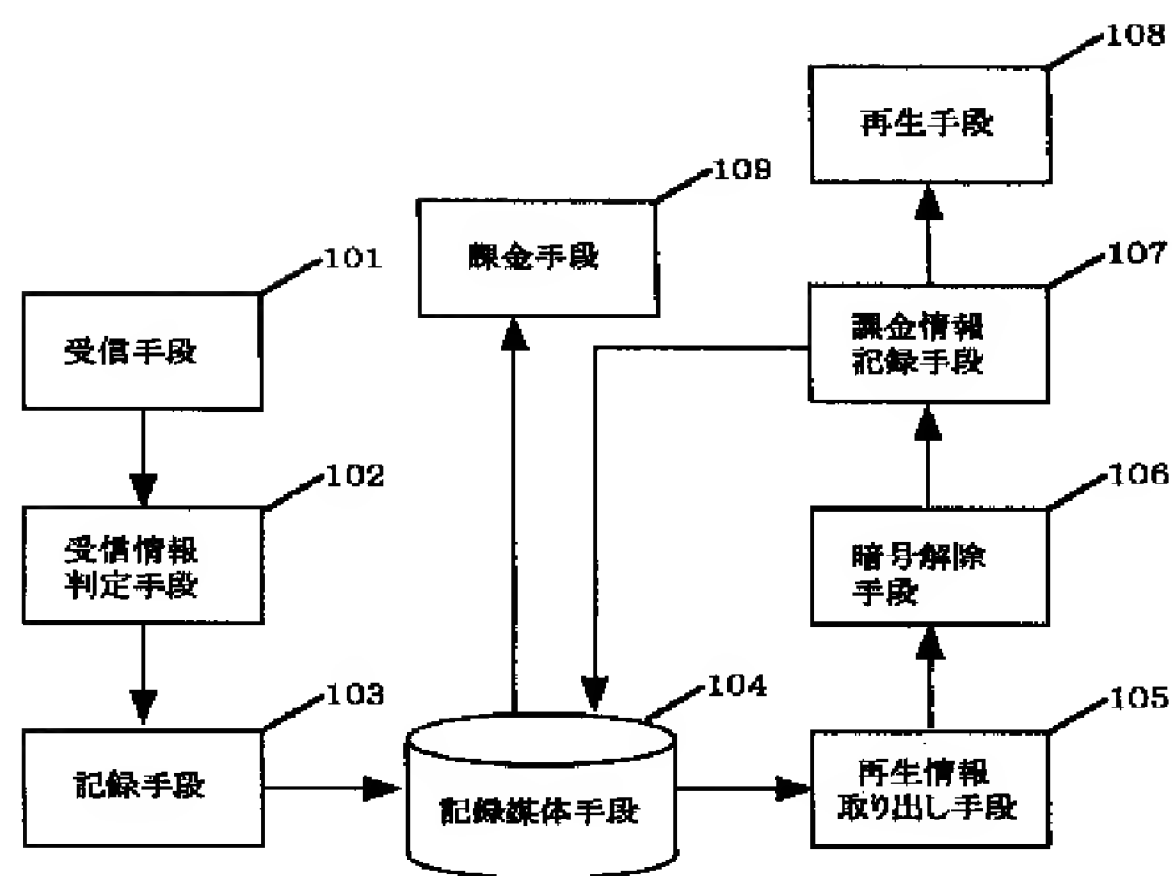 108
再生手段
109
課金手段
107
課金情報
記録手段
101
受信手段
102
受信情報
判定手段
106
暗号解除
手段
103
記録手段
104
記録媒体手段
105
再生情報
取り出し手段